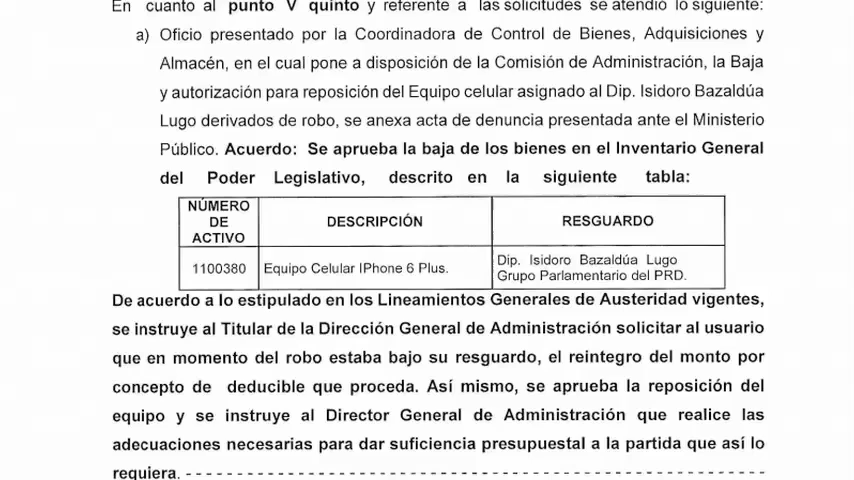 En cuanto al punto V quinto y referente a las solicitudes se atendió lo siguiente:
a) Oficio presentado por la Coordinadora de Control de Bienes, Adquisiciones y
Almacén, en el cual pone a disposición de la Comisión de Administración, la Baja
y autorización para reposición del Equipo celular asignado al Dip. Isidoro Bazaldúa
Lugo derivados de robo, se anexa acta de denuncia presentada ante el Ministerio
Público. Acuerdo: Se aprueba la baja de los bienes en el Inventario General
del Poder Legislativo, descrito en la siguiente tabla:
NÚMERO
DE
ACTIVO
DESCRIPCIÓN
RESGUARDO
1100380
Equipo Celular IPhone 6 Plus.
Dip. Isidoro Bazaldúa Lugo
Grupo Parlamentario del PRD.
De acuerdo a lo estipulado en los Lineamientos Generales de Austeridad vigentes,
se instruye al Titular de la Dirección General de Administración solicitar al usuario
que en momento del robo estaba bajo su resguardo, el reintegro del monto por
concepto de deducible que proceda. Así mismo, se aprueba la reposición del
equipo y se instruye al Director General de Administración que realice las
adecuaciones necesarias para dar suficiencia presupuestal a la partida que así lo
requiera. - - - - - - - - - - - - - - - - - - - - - - - - - - - - - - - - - - - - - - - - - - - - - - - - - - - - - - - - - -